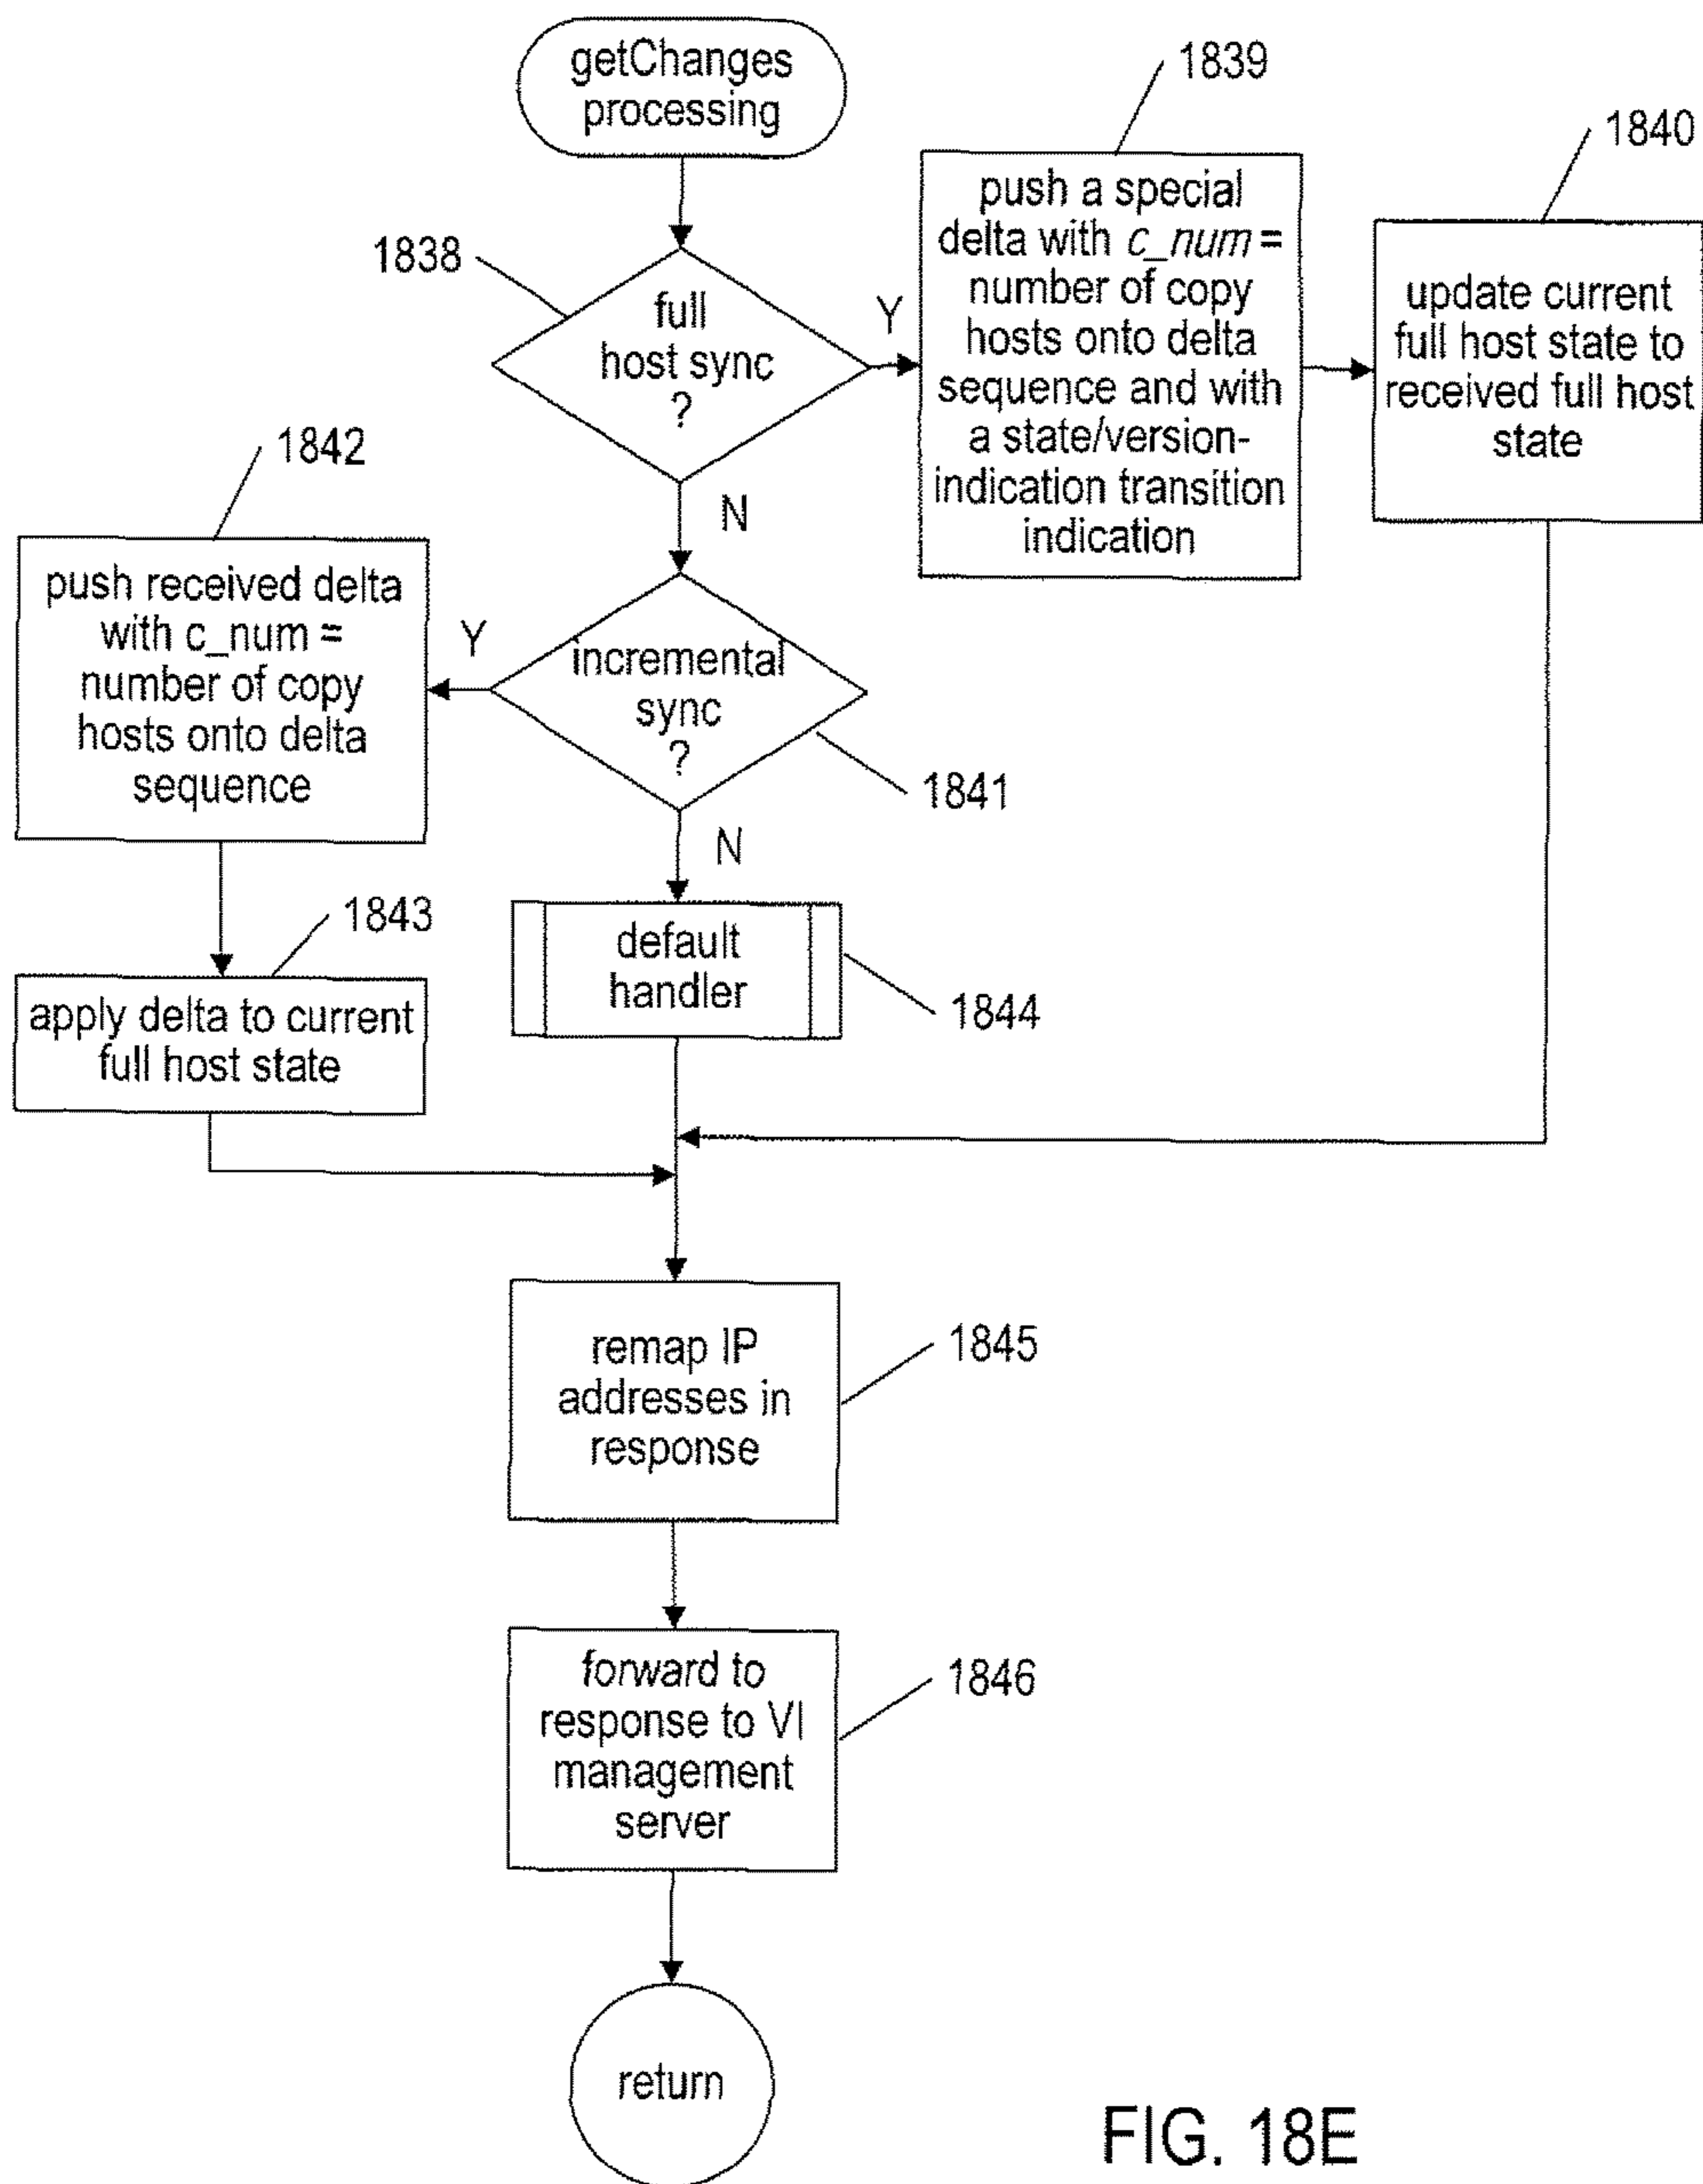 getChanges
processing
1839
1840
1838
full
host sync
?
Y
push a special
delta with c_num =
number of copy
hosts onto delta
sequence and with
a state/version-
indication transition
indication
update current
full host state to
received full host
state
N
1842
push received delta
with c_num =
number of copy
hosts onto delta
sequence
Y
incremental
sync
?
1841
N
1843
apply delta to current
full host state
default
handler
1844
remap IP
addresses in
response
1845
forward to
response to VI
management
server
1846
return
FIG. 18E